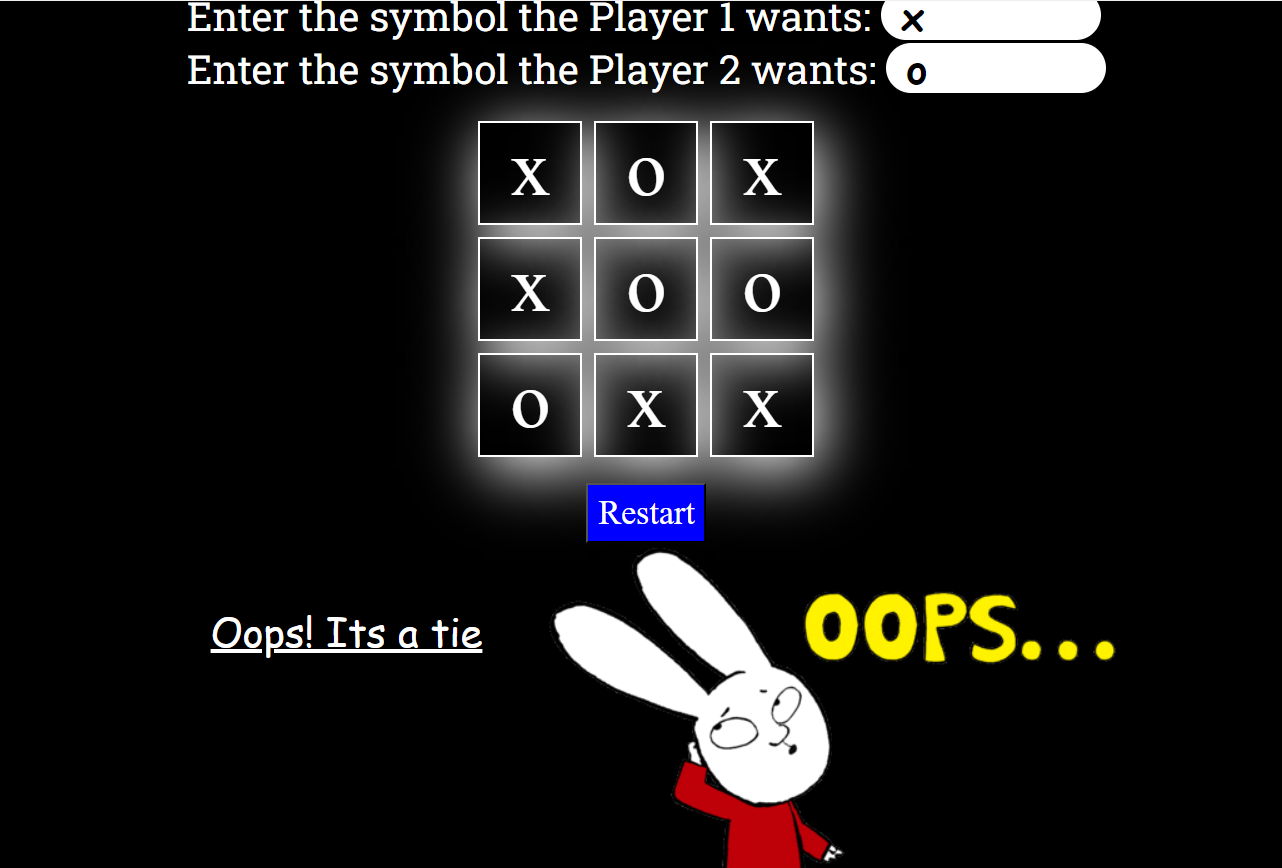 Enter the symbol the Player 1 wants: x
Enter the symbol the Player 2 wants: o
x o x
x o o
o x x
Restart
Oops! Its a tie
OOPS...